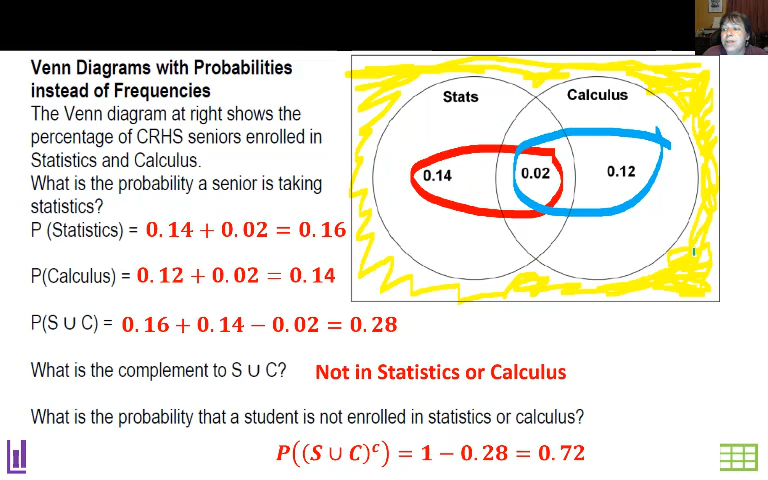 Venn Diagrams with Probabilities
instead of Frequencies
The Venn diagram at right shows the
percentage of CRHS seniors enrolled in
Statistics and Calculus.
What is the probability a senior is taking
statistics?
P (Statistics) = 0.14 + 0.02 = 0.16
P(Calculus) = 0.12 + 0.02 = 0.14
P(S ∪ C) = 0.16 + 0.14 − 0.02 = 0.28
What is the complement to S ∪ C? Not in Statistics or Calculus
What is the probability that a student is not enrolled in statistics or calculus?
P((S ∪ C)ᶜ) = 1 − 0.28 = 0.72
Stats
Calculus
0.14
0.02
0.12